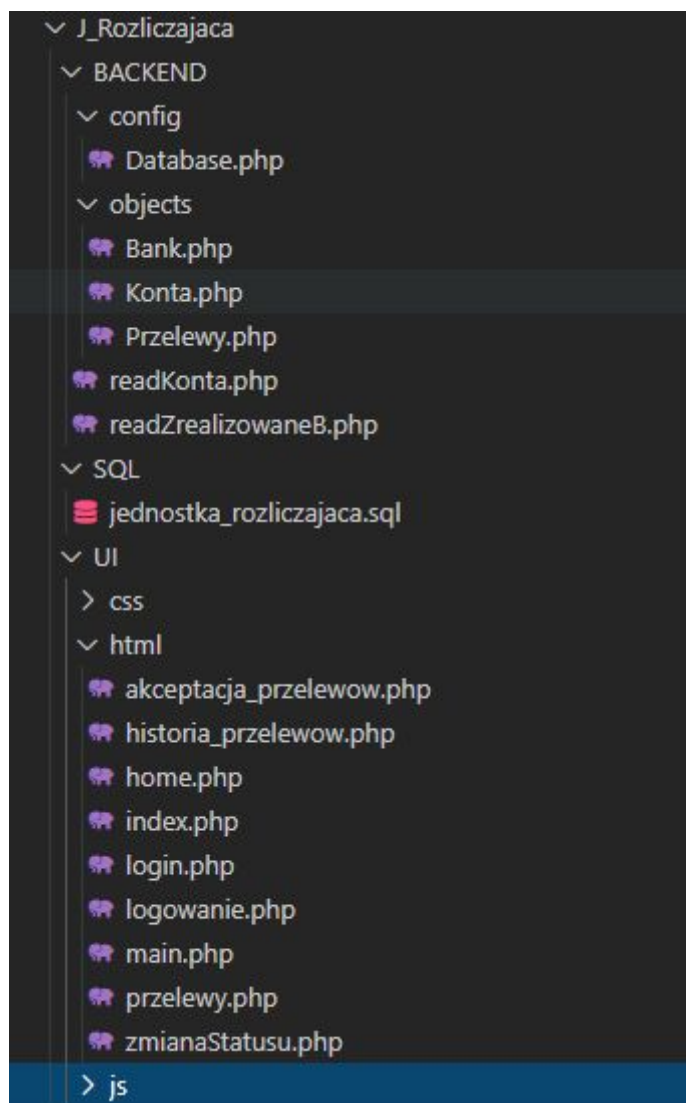 J_Rozliczajaca
BACKEND
config
Database.php
objects
Bank.php
Konta.php
Przelewy.php
readKonta.php
readZrealizowaneB.php
SQL
jednostka_rozliczajaca.sql
UI
css
html
akceptacja_przelewow.php
historia_przelewow.php
home.php
index.php
login.php
logowanie.php
main.php
przelewy.php
zmianaStatusu.php
js